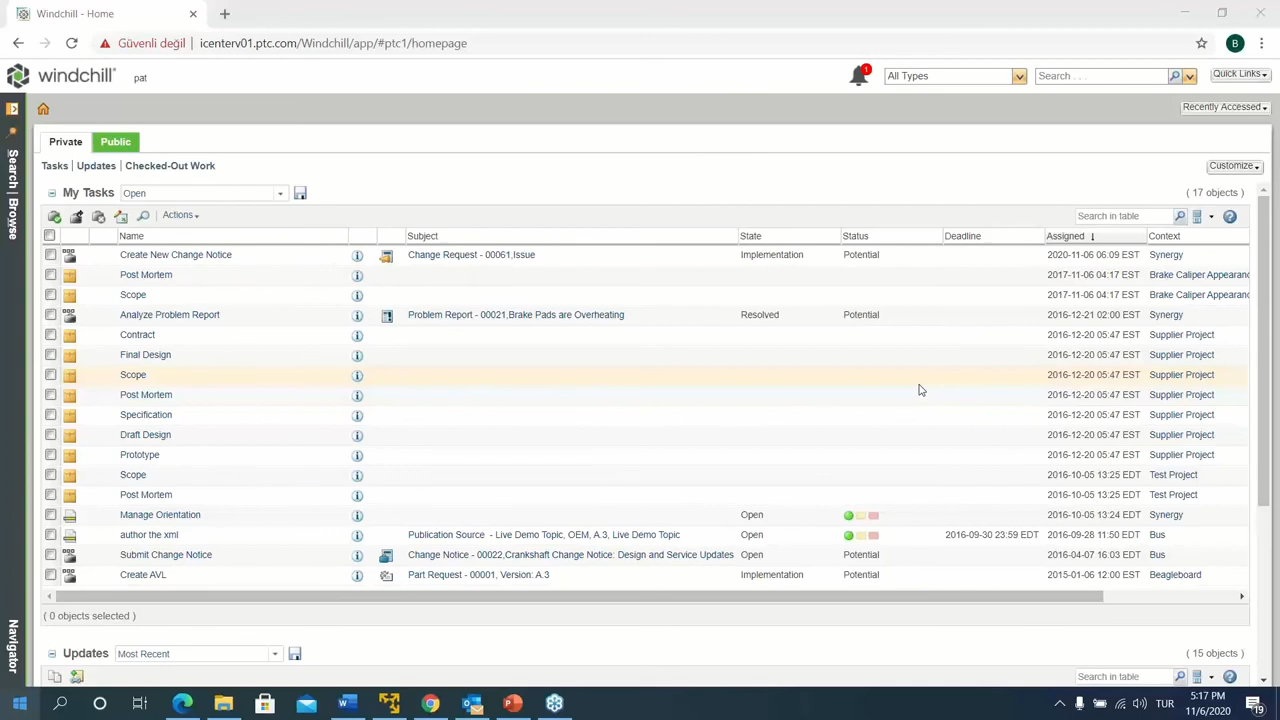 Windchill - Home
Güvenli değil | icenterv01.ptc.com/Windchill/app/#ptc1/homepage B
windchill® pat 1 All Types Search . . . Quick Links
Recently Accessed
Search | Browse
Navigator
Private Public
Tasks | Updates | Checked-Out Work Customize
My Tasks Open ( 17 objects )
Actions Search in table
Name Subject State Status Deadline Assigned Context
Create New Change Notice Change Request - 00061,Issue Implementation Potential 2020-11-06 06:09 EST Synergy
Post Mortem 2017-11-06 04:17 EST Brake Caliper Appearanc
Scope 2017-11-06 04:17 EST Brake Caliper Appearanc
Analyze Problem Report Problem Report - 00021,Brake Pads are Overheating Resolved Potential 2016-12-21 02:00 EST Synergy
Contract 2016-12-20 05:47 EST Supplier Project
Final Design 2016-12-20 05:47 EST Supplier Project
Scope 2016-12-20 05:47 EST Supplier Project
Post Mortem 2016-12-20 05:47 EST Supplier Project
Specification 2016-12-20 05:47 EST Supplier Project
Draft Design 2016-12-20 05:47 EST Supplier Project
Prototype 2016-12-20 05:47 EST Supplier Project
Scope 2016-10-05 13:25 EDT Test Project
Post Mortem 2016-10-05 13:25 EDT Test Project
Manage Orientation Open 2016-10-05 13:24 EDT Synergy
author the xml Publication Source - Live Demo Topic, OEM, A.3, Live Demo Topic Open 2016-09-30 23:59 EDT 2016-09-28 11:50 EDT Bus
Submit Change Notice Change Notice - 00022,Crankshaft Change Notice: Design and Service Updates Open Potential 2016-04-07 16:03 EDT Bus
Create AVL Part Request - 00001, Version: A.3 Implementation Potential 2015-01-06 12:00 EST Beagleboard
( 0 objects selected )
Updates Most Recent ( 15 objects )
Search in table
TUR 5:17 PM
11/6/2020 19